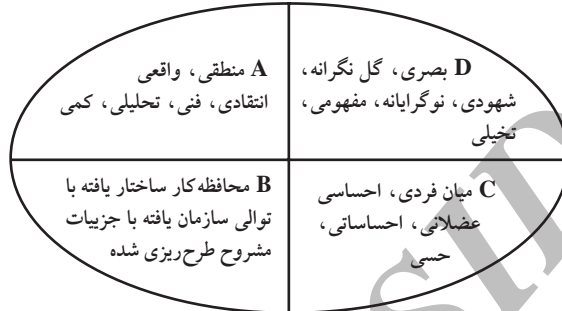 A منطقی، واقعی
انتقادی، فنی، تحلیلی، کمی
D بصری، گل نگرانه،
شهودی، نوگرایانه، مفهومی،
تخیلی
B محافظه‌کار ساختار یافته با
توالی سازمان یافته با جزییات
مشروح طرح‌ریزی شده
C میان فردی، احساسی
عضلانی، احساساتی،
حسی
SID